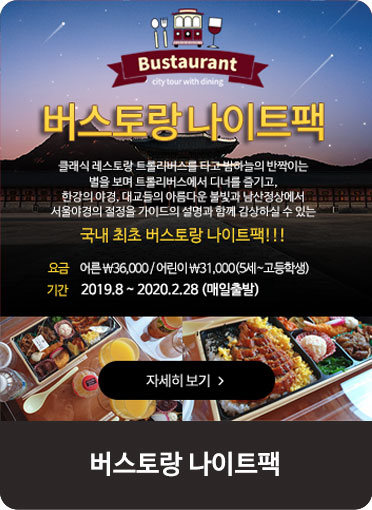 Bustaurant
city tour with dining
버스토랑 나이트팩
클래식 레스토랑 트롤리버스를 타고 밤하늘의 반짝이는
별을 보며 트롤리버스에서 디너를 즐기고,
한강의 야경, 대교들의 아름다운 불빛과 남산정상에서
서울야경의 절정을 가이드의 설명과 함께 감상하실 수 있는
국내 최초 버스토랑 나이트팩!!!
요금 어른 ₩36,000 / 어린이 ₩31,000(5세~고등학생)
기간 2019.8 ~ 2020.2.28 (매일출발)
자세히 보기 >
버스토랑 나이트팩